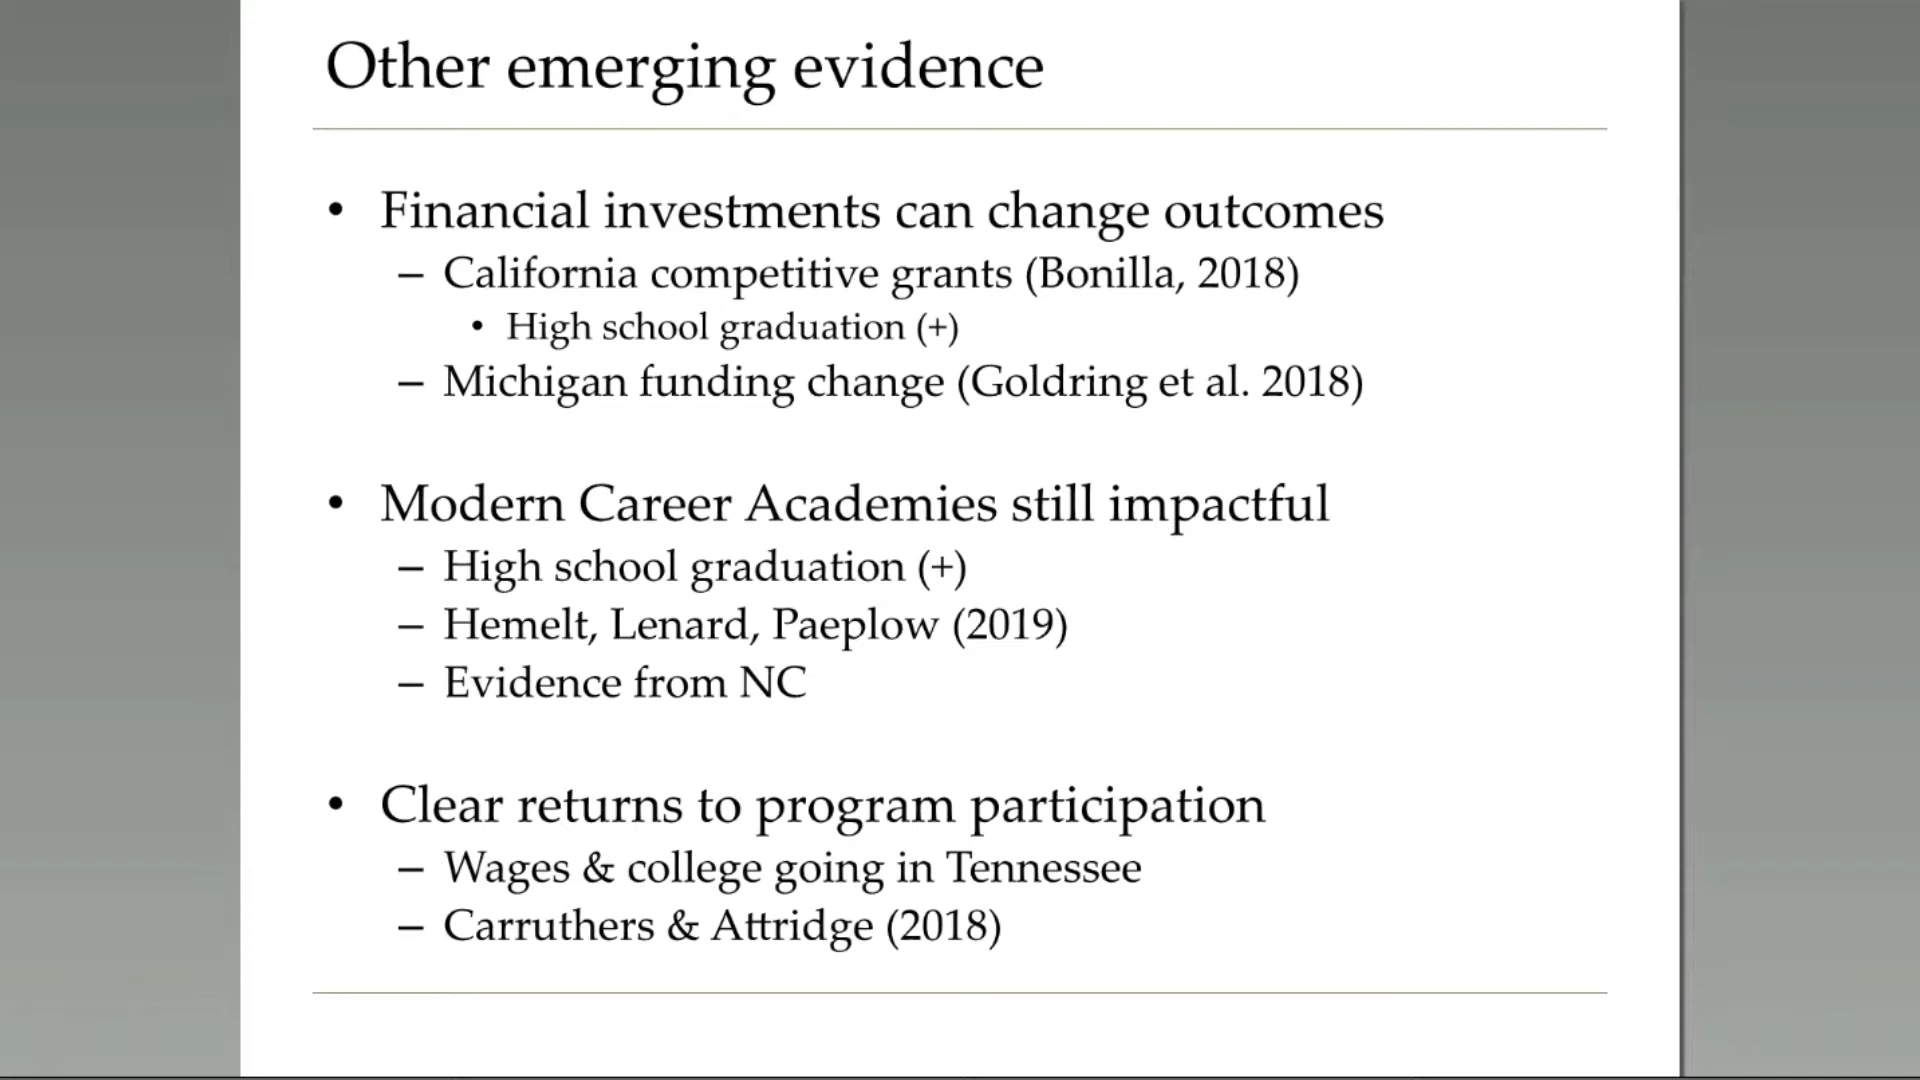 Other emerging evidence
• Financial investments can change outcomes
– California competitive grants (Bonilla, 2018)
• High school graduation (+)
– Michigan funding change (Goldring et al. 2018)
• Modern Career Academies still impactful
– High school graduation (+)
– Hemelt, Lenard, Paeplow (2019)
– Evidence from NC
• Clear returns to program participation
– Wages & college going in Tennessee
– Carruthers & Attridge (2018)